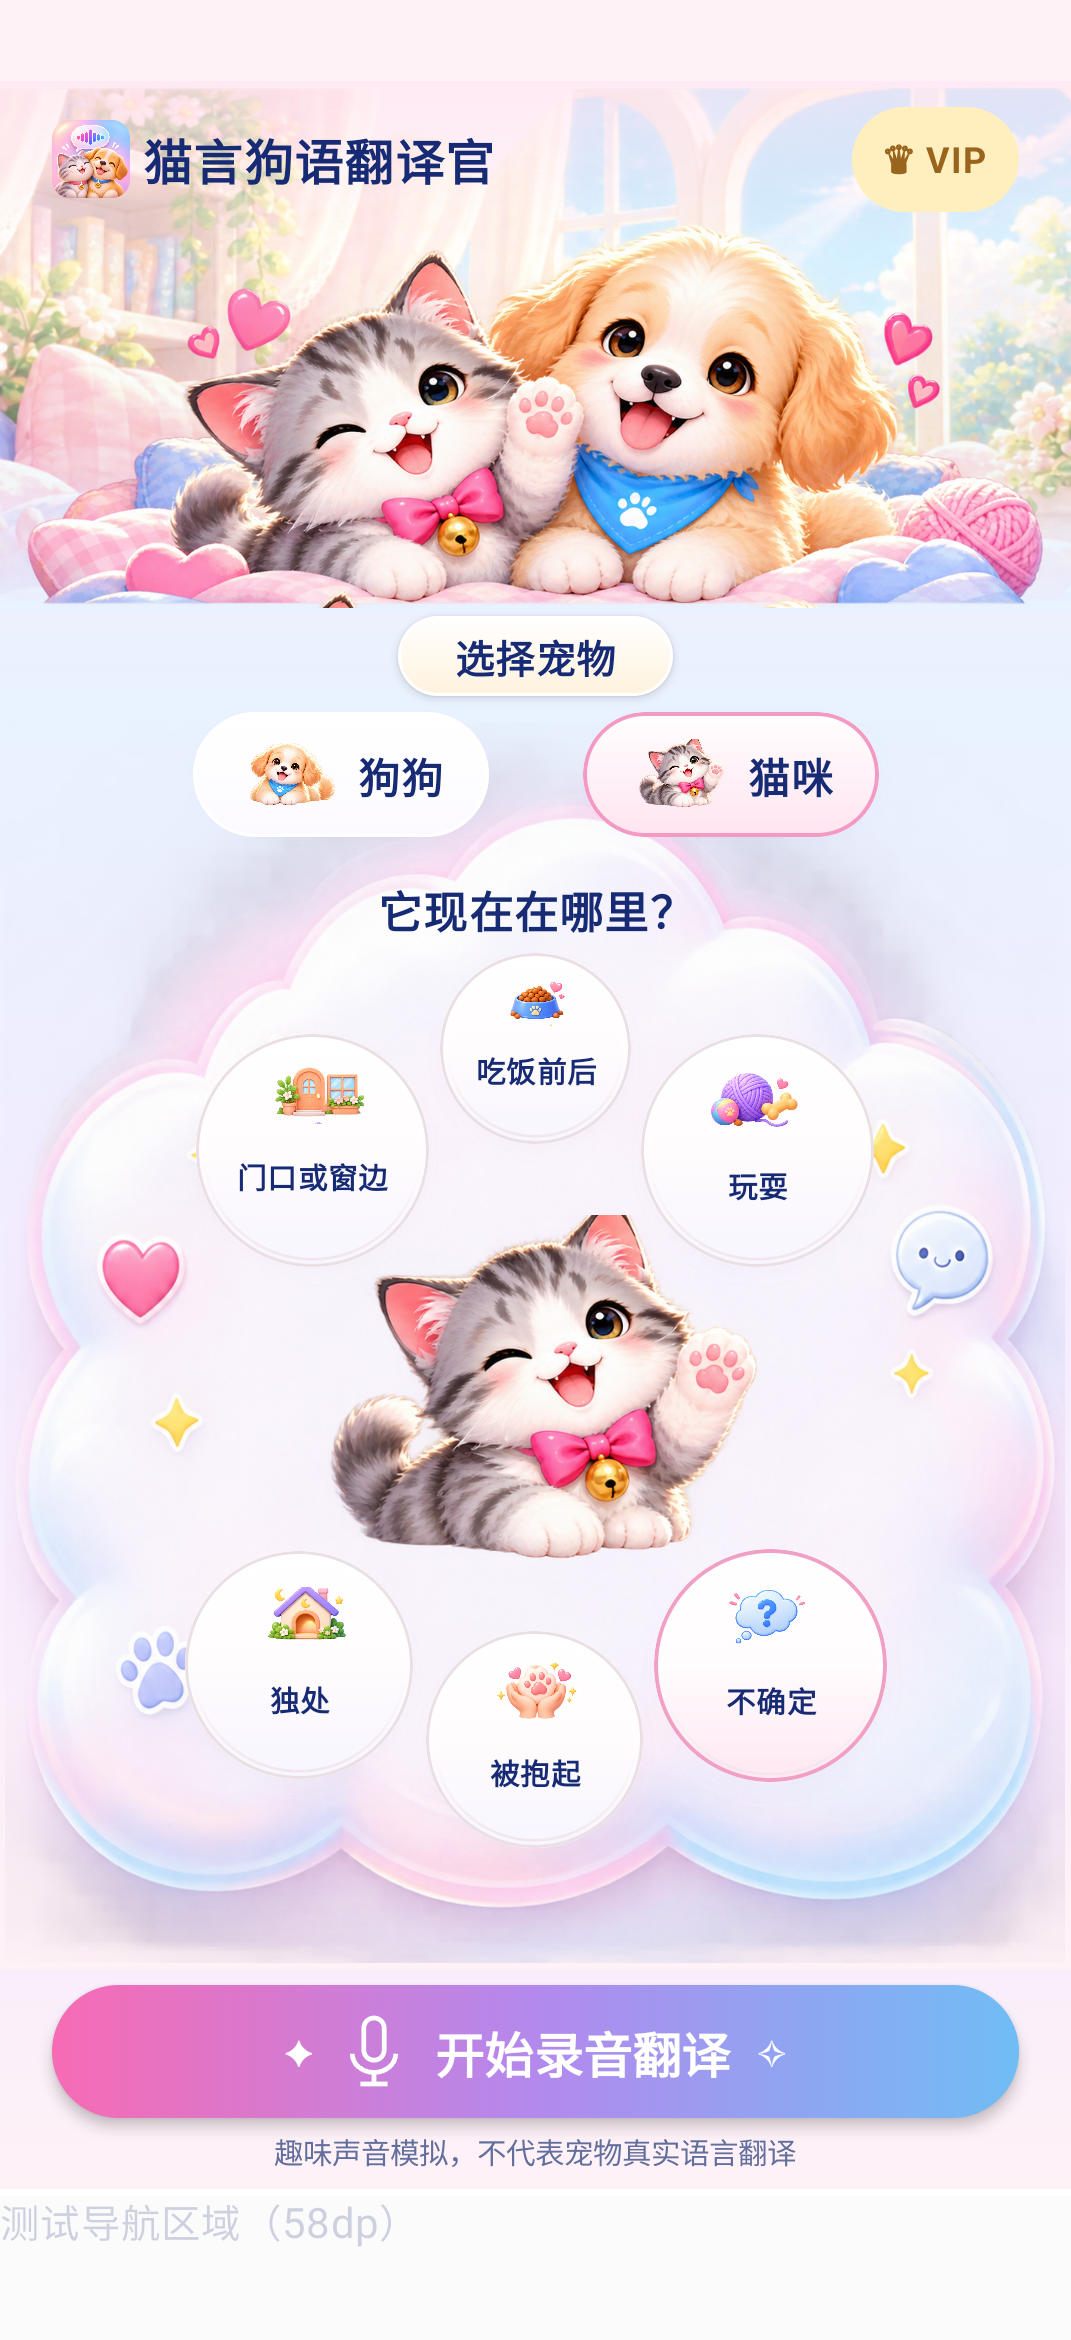 猫言狗语翻译官
VIP
选择宠物
狗狗
猫咪
它现在在哪里？
吃饭前后
门口或窗边
玩耍
独处
被抱起
不确定
开始录音翻译
趣味声音模拟，不代表宠物真实语言翻译
测试导航区域（58dp）